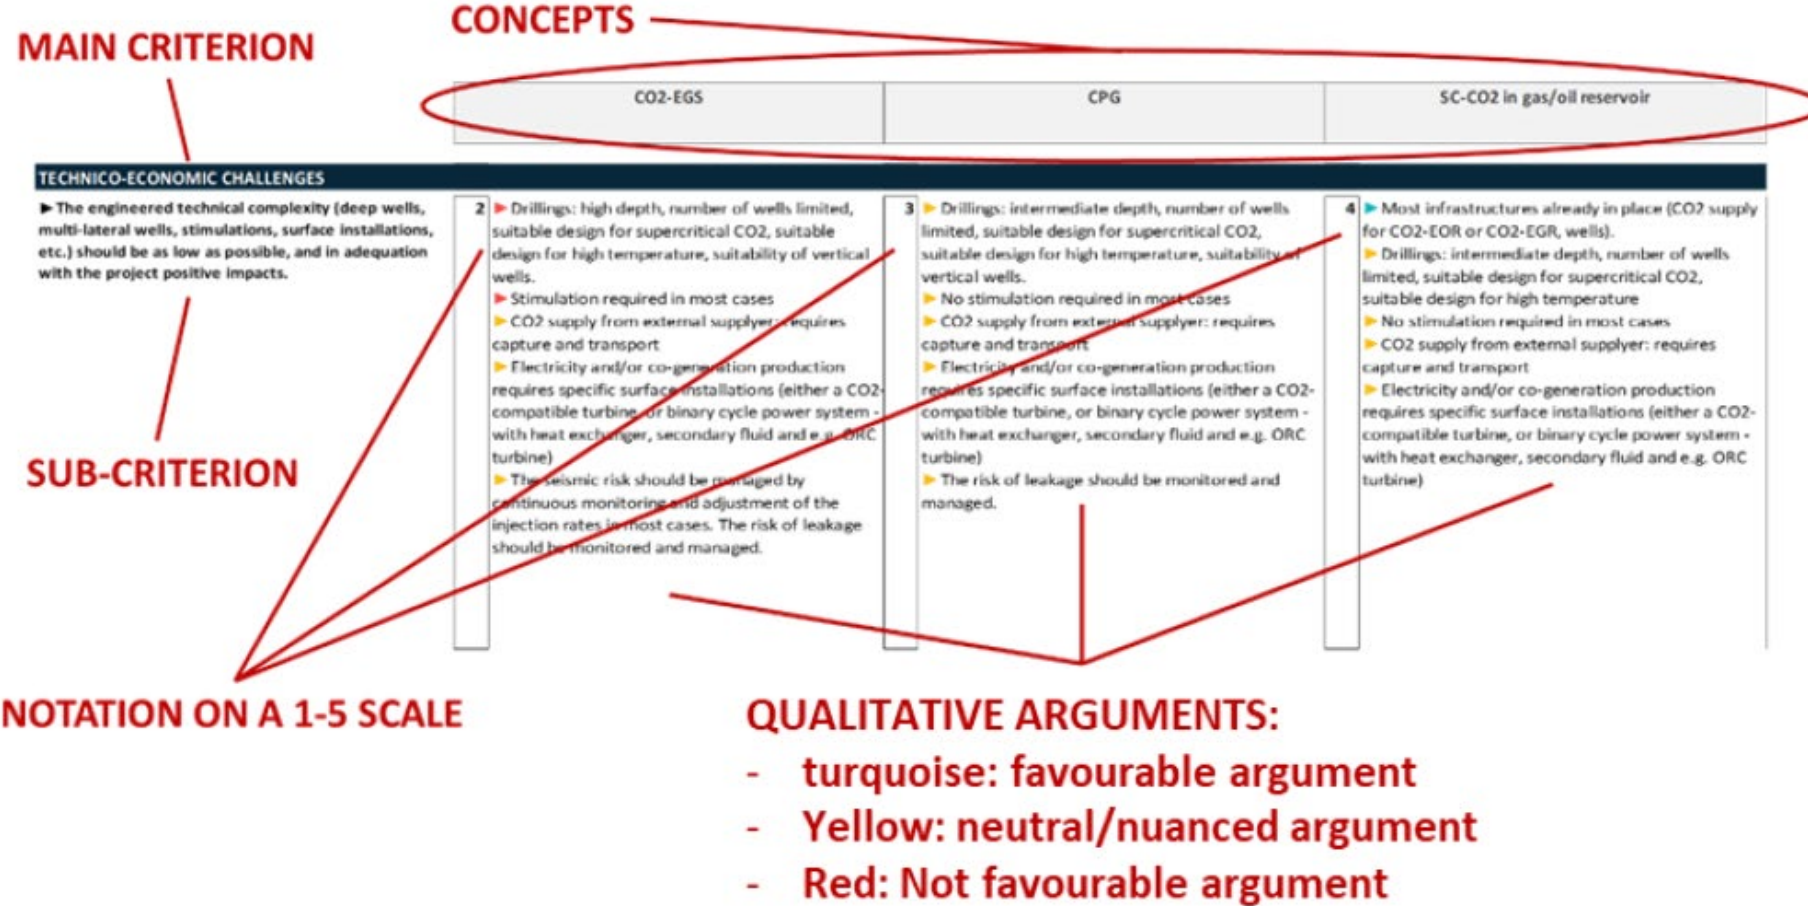 CONCEPTS
MAIN CRITERION
CO2-EGS
CPG
SC-CO2 in gas/oil reservoir
TECHNICO-ECONOMIC CHALLENGES
►The engineered technical complexity (deep wells,
multi-lateral wells, stimulations, surface installations,
etc.) should be as low as possible, and in adequation
with the project positive impacts.
2
►Drillings: high depth, number of wells limited,
suitable design for supercritical CO2, suitable
design for high temperature, suitability of vertical
wells.
►Stimulation required in most cases
►CO2 supply from external supplyer: requires
capture and transport
►Electricity and/or co-generation production
requires specific surface installations (either a CO2-
compatible turbine, or binary cycle power system -
with heat exchanger, secondary fluid and e.g. ORC
turbine)
►The seismic risk should be managed by
continuous monitoring and adjustment of the
injection rates in most cases. The risk of leakage
should be monitored and managed.
3
►Drillings: intermediate depth, number of wells
limited, suitable design for supercritical CO2,
suitable design for high temperature, suitability of
vertical wells.
►No stimulation required in most cases
►CO2 supply from external supplyer: requires
capture and transport
►Electricity and/or co-generation production
requires specific surface installations (either a CO2-
compatible turbine, or binary cycle power system -
with heat exchanger, secondary fluid and e.g. ORC
turbine)
►The risk of leakage should be monitored and
managed.
4
►Most infrastructures already in place (CO2 supply
for CO2-EOR or CO2-EGR, wells).
►Drillings: intermediate depth, number of wells
limited, suitable design for supercritical CO2,
suitable design for high temperature
►No stimulation required in most cases
►CO2 supply from external supplyer: requires
capture and transport
►Electricity and/or co-generation production
requires specific surface installations (either a CO2-
compatible turbine, or binary cycle power system -
with heat exchanger, secondary fluid and e.g. ORC
turbine)
SUB-CRITERION
NOTATION ON A 1-5 SCALE
QUALITATIVE ARGUMENTS:
- turquoise: favourable argument
- Yellow: neutral/nuanced argument
- Red: Not favourable argument